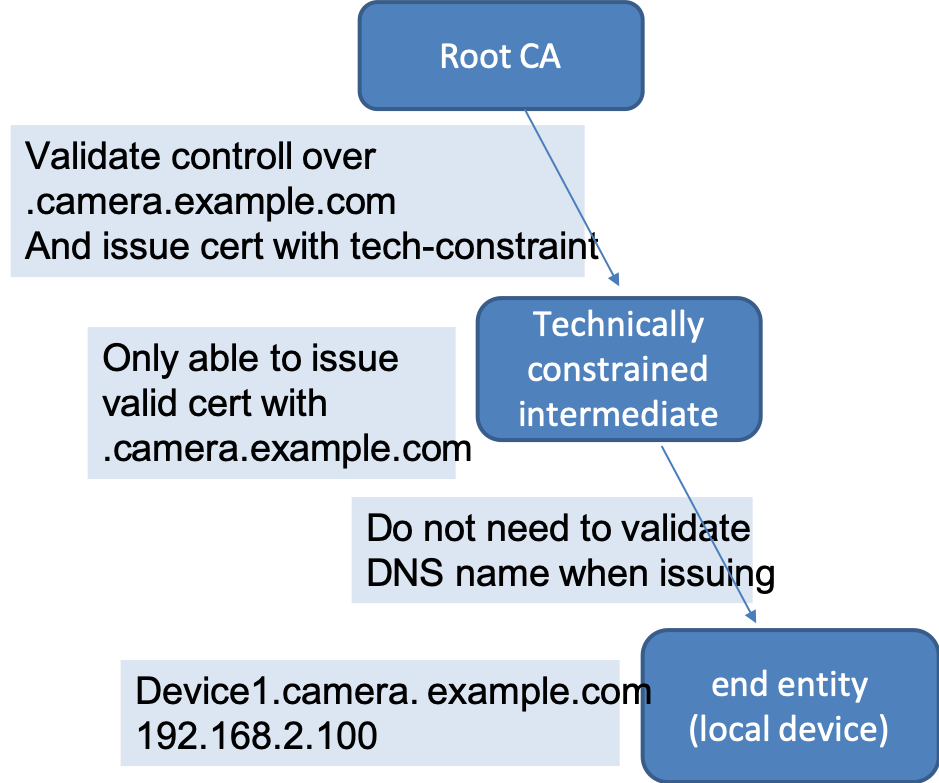 Root CA
Validate controll over
.camera.example.com
And issue cert with tech-constraint
Technically
constrained
intermediate
Only able to issue
valid cert with
.camera.example.com
Do not need to validate
DNS name when issuing
end entity
(local device)
Device1.camera. example.com
192.168.2.100